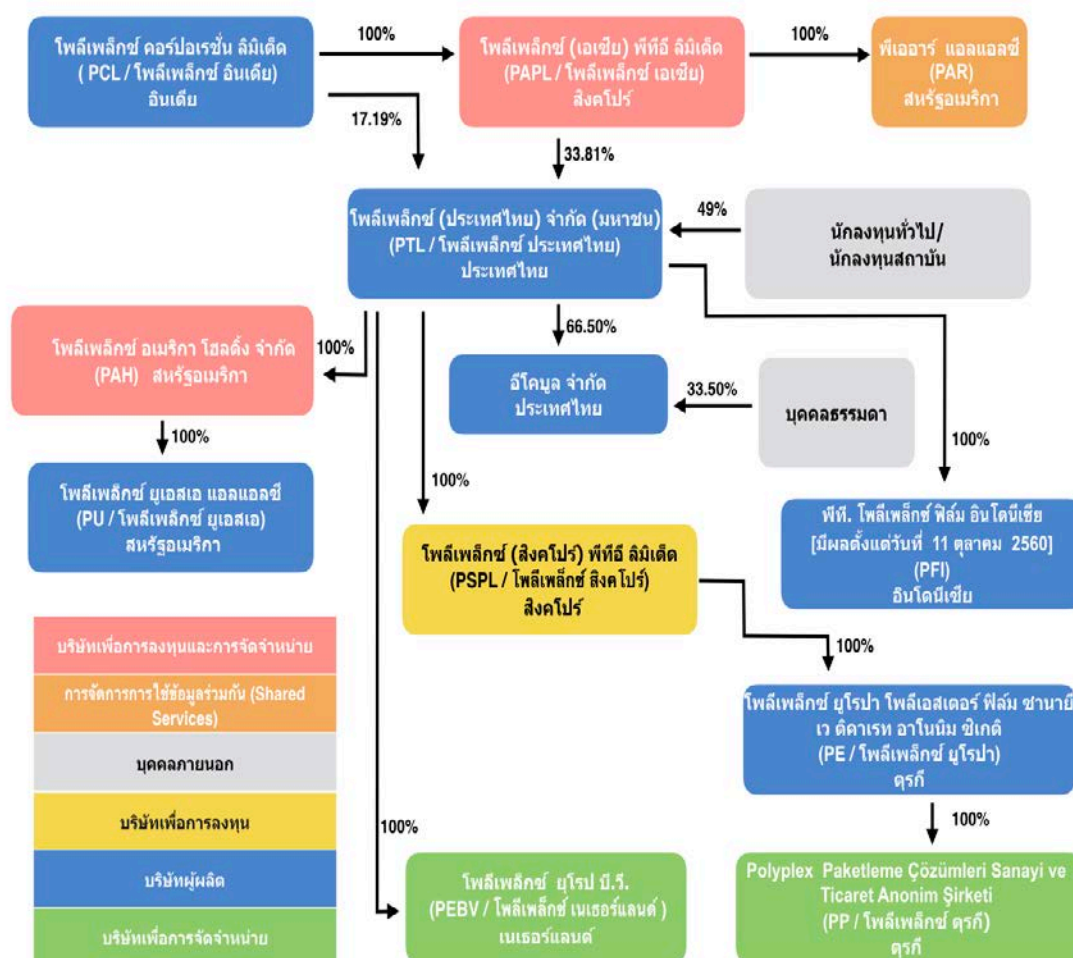 โพลีเพล็กซ์ คอร์ปอเรชั่น ลิมิเต็ด
( PCL / โพลีเพล็กซ์ อินเดีย)
อินเดีย
100%
โพลีเพล็กซ์ (เอเชีย) พีทีอี ลิมิเต็ด
(PAPL / โพลีเพล็กซ์ เอเชีย)
สิงคโปร์
100%
พีเออาร์ แอลแอลซี
(PAR)
สหรัฐอเมริกา
17.19%
33.81%
โพลีเพล็กซ์ (ประเทศไทย) จำกัด (มหาชน)
(PTL / โพลีเพล็กซ์ ประเทศไทย)
ประเทศไทย
49%
นักลงทุนทั่วไป/
นักลงทุนสถาบัน
โพลีเพล็กซ์ อเมริกา โฮลดิ้ง จำกัด
(PAH) สหรัฐอเมริกา
100%
66.50%
อีโคบูล จำกัด
ประเทศไทย
33.50%
บุคคลธรรมดา
100%
100%
100%
โพลีเพล็กซ์ ยูเอสเอ แอลแอลซี
(PU / โพลีเพล็กซ์ ยูเอสเอ)
สหรัฐอเมริกา
โพลีเพล็กซ์ (สิงคโปร์) พีทีอี ลิมิเต็ด
(PSPL / โพลีเพล็กซ์ สิงคโปร์)
สิงคโปร์
พีที. โพลีเพล็กซ์ ฟิล์ม อินโดนีเซีย
[มีผลตั้งแต่วันที่ 11 ตุลาคม 2560]
(PFI)
อินโดนีเซีย
100%
บริษัทเพื่อการลงทุนและการจัดจำหน่าย
การจัดการการใช้ข้อมูลร่วมกัน (Shared
Services)
บุคคลภายนอก
บริษัทเพื่อการลงทุน
บริษัทผู้ผลิต
บริษัทเพื่อการจัดจำหน่าย
โพลีเพล็กซ์ ยูโรปา โพลีเอสเตอร์ ฟิล์ม ซานายี
เว ติคาเรท อาโนนิม ซิเกติ
(PE / โพลีเพล็กซ์ ยูโรปา)
ตุรกี
100%
100%
โพลีเพล็กซ์ ยุโรป บี.วี.
(PEBV / โพลีเพล็กซ์ เนเธอร์แลนด์ )
เนเธอร์แลนด์
Polyplex Paketleme Çözümleri Sanayi ve
Ticaret Anonim Şirketi
(PP / โพลีเพล็กซ์ ตุรกี)
ตุรกี